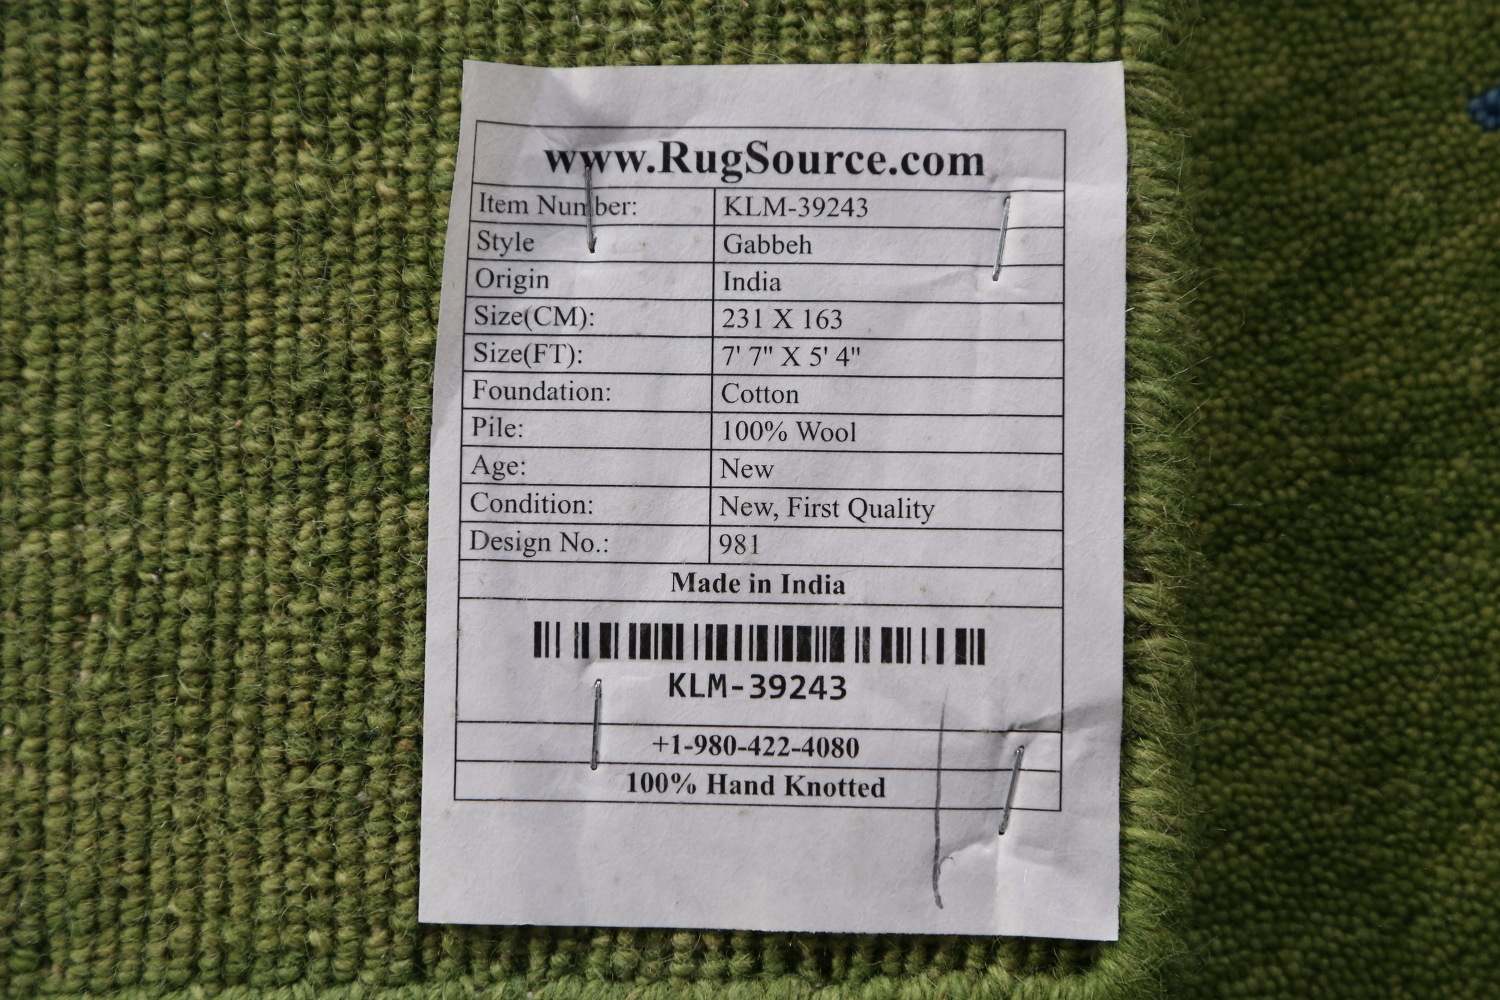 www.RugSource.com
Item Number: KLM-39243
Style Gabbeh
Origin India
Size(CM): 231 X 163
Size(FT): 7' 7" X 5' 4"
Foundation: Cotton
Pile: 100% Wool
Age: New
Condition: New, First Quality
Design No.: 981
Made in India
KLM-39243
+1-980-422-4080
100% Hand Knotted